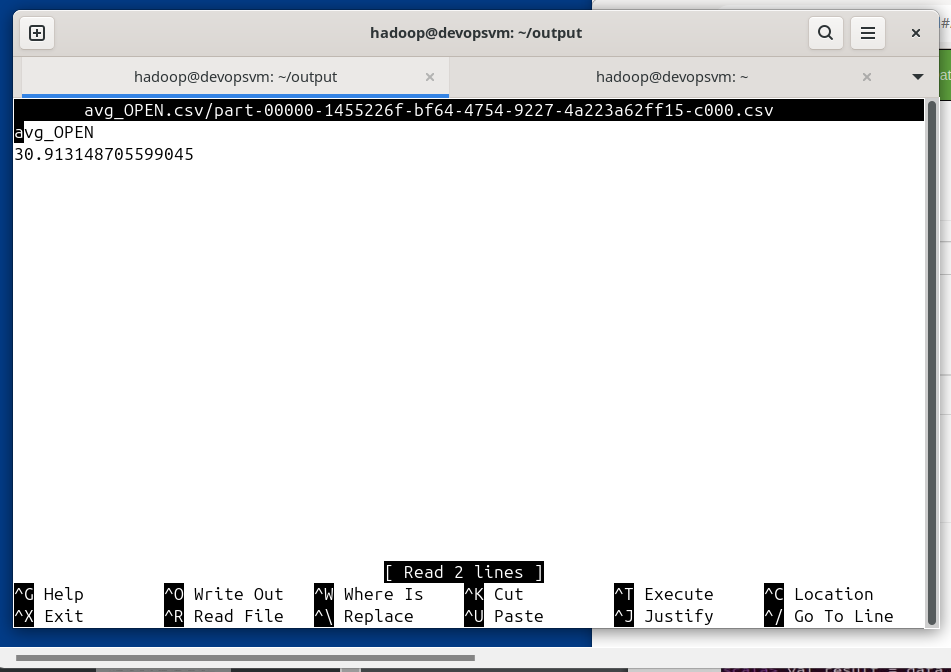 hadoop@devopsvm: ~/output
hadoop@devopsvm: ~/output
hadoop@devopsvm: ~
avg_OPEN.csv/part-00000-1455226f-bf64-4754-9227-4a223a62ff15-c000.csv
avg_OPEN
30.913148705599045
[ Read 2 lines ]
^G Help ^O Write Out ^W Where Is ^K Cut ^T Execute ^C Location
^X Exit ^R Read File ^\ Replace ^U Paste ^J Justify ^/ Go To Line